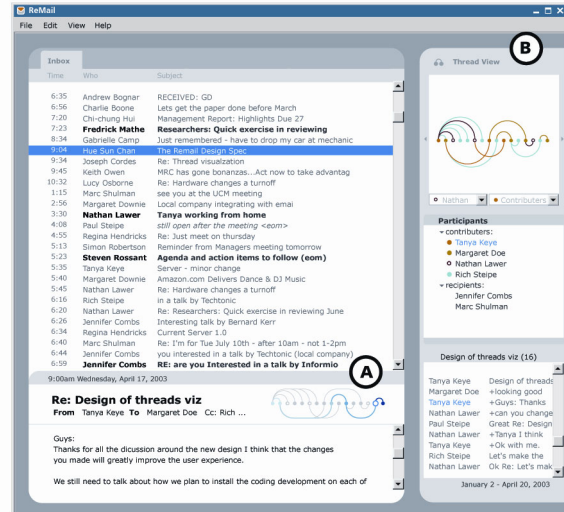 ReMail
File Edit View Help
B
Inbox
Time Who Subject
6:35 Andrew Bognar RECEIVED: GD
6:56 Charlie Boone Lets get the paper done before March
7:20 Chi-chung Hui Management Report: Highlights Due 27
7:23 Fredrick Mathe Researchers: Quick exercise in reviewing
8:34 Gabrielle Camp Just remembered - have to drop my car at mechanic
9:04 Hue Sun Chan The Remail Design Spec
9:34 Joseph Cordes Re: Thread visualzation
9:45 Keith Owen MRC has gone bonanzas...Act now to take advantag
10:32 Lucy Osborne Re: Hardware changes a turnoff
1:15 Marc Shulman see you at the UCM meeting
2:56 Margaret Downie Local company integrating with emai
3:30 Nathan Lawer Tanya working from home
4:08 Paul Steipe still open after the meeting <eom>
4:55 Regina Hendricks Re: Just meet on thursday
5:13 Simon Robertson Reminder from Managers meeting tomorrow
5:23 Steven Rossant Agenda and action items to follow (eom)
5:35 Tanya Keye Server - minor change
5:40 Margaret Downie Amazon.com Delivers Dance & DJ Music
5:45 Nathan Lawer Re: Hardware changes a turnoff
6:16 Rich Steipe in a talk by Techtonic
6:20 Nathan Lawer Re: Researchers: Quick exercise in reviewing June
6:26 Jennifer Combs Interesting talk by Bernard Kerr
6:34 Regina Hendricks Current Server 1.0
6:40 Marc Shulman Re: I'm for Tue July 10th - after 10am - not 1-2pm
6:44 Jennifer Combs you interested in a talk by Techtonic (local company)
6:59 Jennifer Combs RE: are you Interested in a talk by Informio
A
9:00am Wednesday, April 17, 2003
Re: Design of threads viz
From Tanya Keye To Margaret Doe Cc: Rich ...
Guys:
Thanks for all the dicussion around the new design I think that the changes
you made will greatly improve the user experience.
We still need to talk about how we plan to install the coding development on each of
Thread View
Nathan Contributers
Participants
contributers:
Tanya Keye
Margaret Doe
Nathan Lawer
Rich Steipe
recipients:
Jennifer Combs
Marc Shulman
Design of threads viz (16)
Tanya Keye Design of threads
Margaret Doe +looking good
Tanya Keye +Guys: Thanks
Nathan Lawer +can you change
Paul Steipe Great Re: Design
Nathan Lawer +Tanya I think
Tanya Keye +Ok with me.
Rich Steipe Let's make the
Nathan Lawer Ok Re: Let's mak
January 2 - April 20, 2003